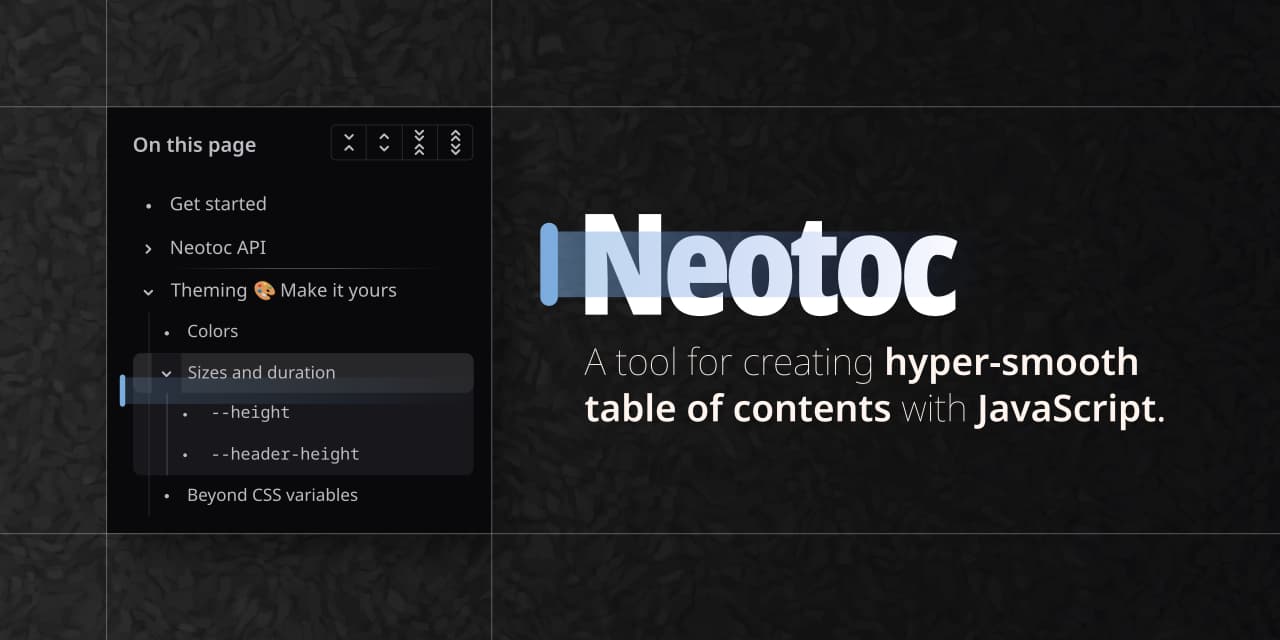 On this page
Get started
Neotoc API
Theming 🎨 Make it yours
Colors
Sizes and duration
--height
--header-height
Beyond CSS variables
Neotoc
A tool for creating hyper-smooth
table of contents with JavaScript.